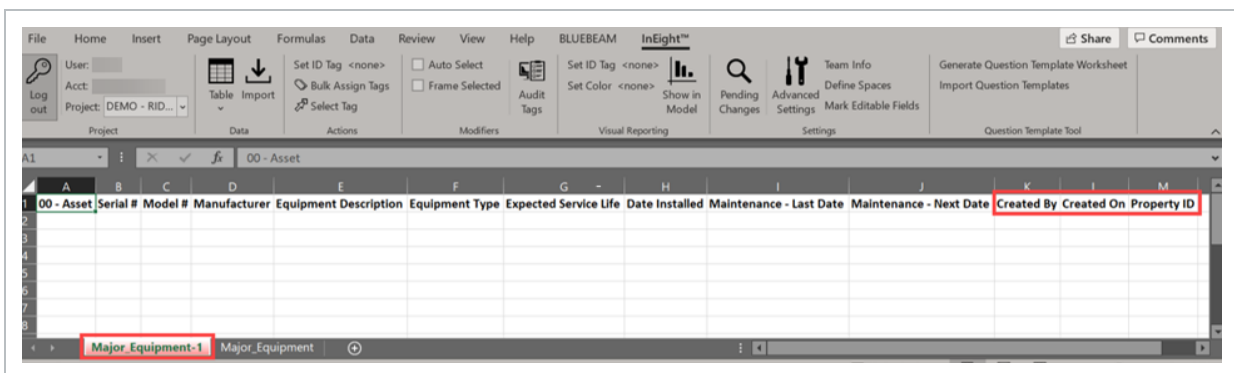 File Home Insert Page Layout Formulas Data Review View Help BLUEBEAM InEight™ Share Comments
User:
Acct:
Project: DEMO - RID...
Log out
Project
Table
Import
Data
Set ID Tag <none>
Bulk Assign Tags
Select Tag
Actions
Auto Select
Frame Selected
Modifiers
Audit Tags
Set ID Tag <none>
Set Color <none>
Show in Model
Visual Reporting
Pending Changes
Advanced Settings
Team Info
Define Spaces
Mark Editable Fields
Settings
Generate Question Template Worksheet
Import Question Templates
Question Template Tool
A1 fx 00 - Asset
A B C D E F G H I J K L M
1 00 - Asset Serial # Model # Manufacturer Equipment Description Equipment Type Expected Service Life Date Installed Maintenance - Last Date Maintenance - Next Date Created By Created On Property ID
2
3
4
5
6
7
8
Major_Equipment-1 Major_Equipment